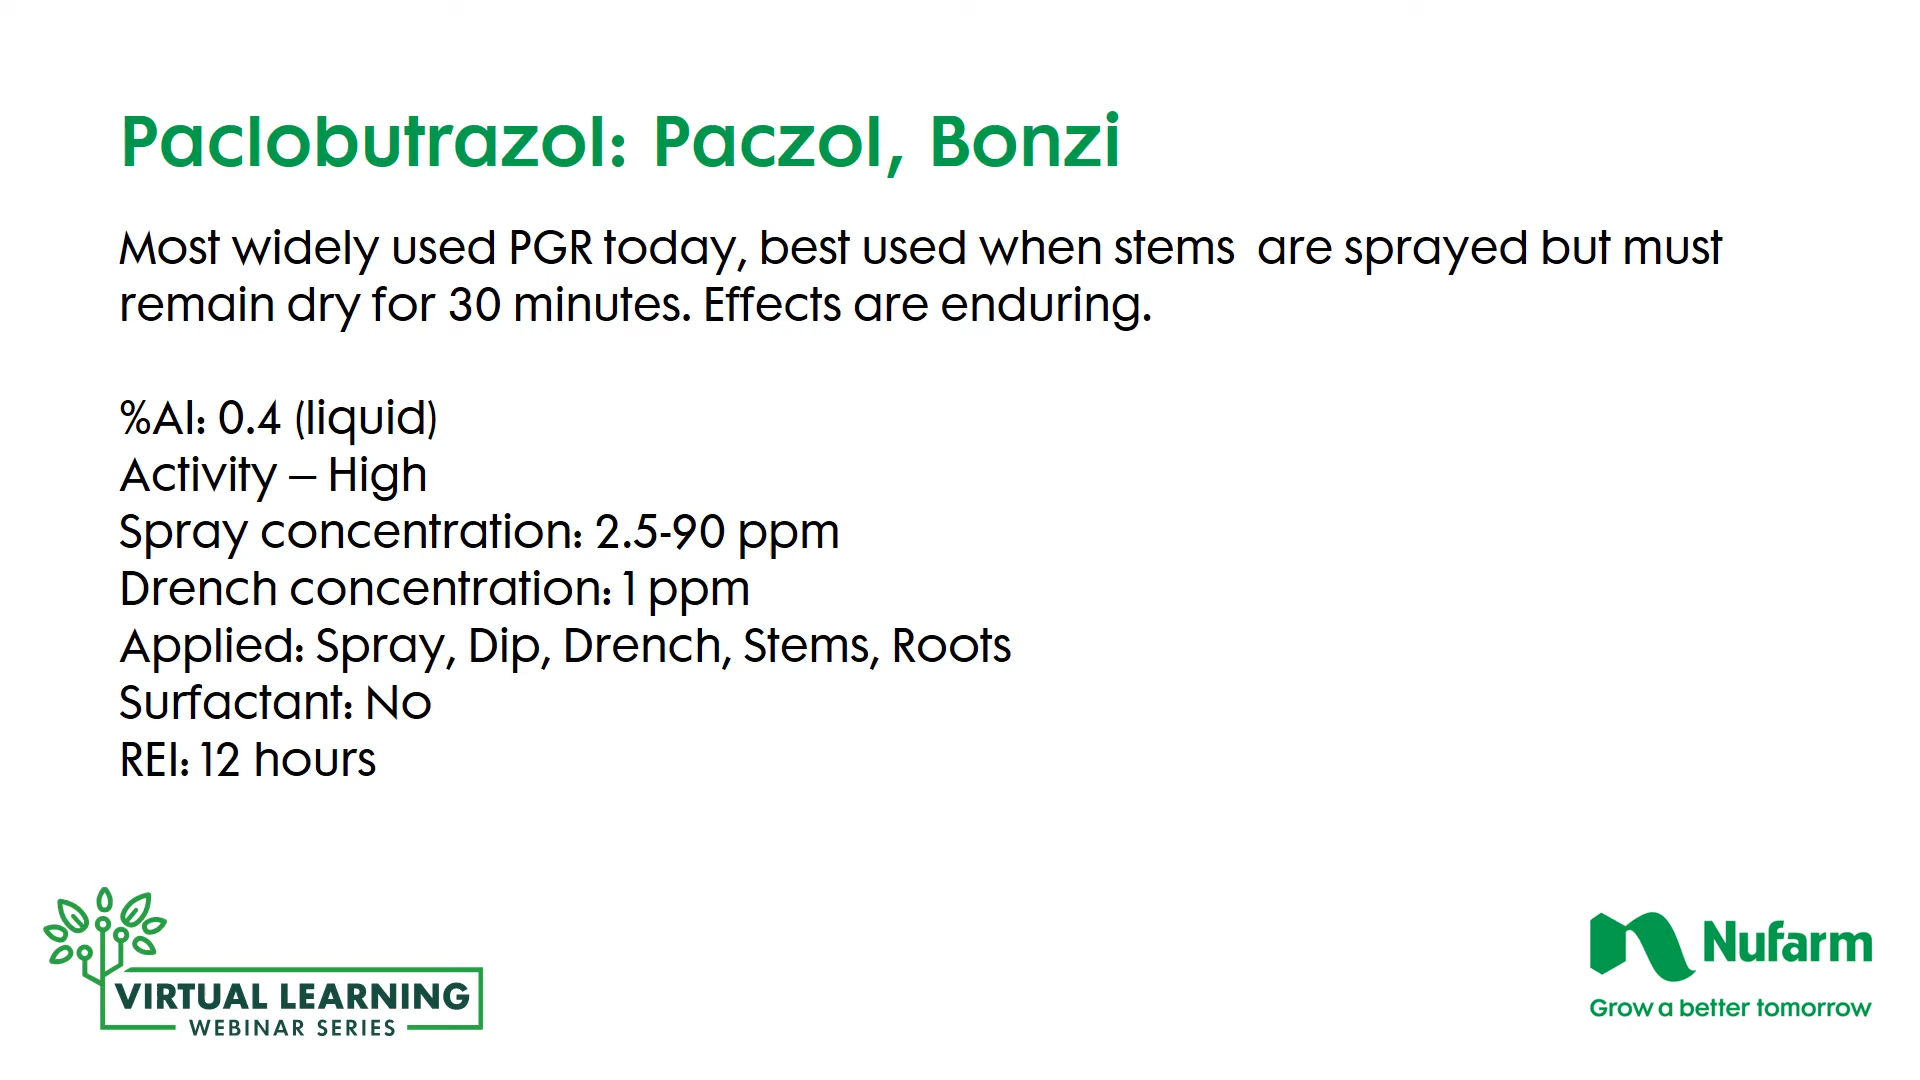 Paclobutrazol: Paczol, Bonzi
Most widely used PGR today, best used when stems  are sprayed but must
remain dry for 30 minutes. Effects are enduring.
%AI: 0.4 (liquid)
Activity – High
Spray concentration: 2.5-90 ppm
Drench concentration: 1 ppm
Applied: Spray, Dip, Drench, Stems, Roots
Surfactant: No
REI: 12 hours
VIRTUAL LEARNING
WEBINAR SERIES
Nufarm
Grow a better tomorrow